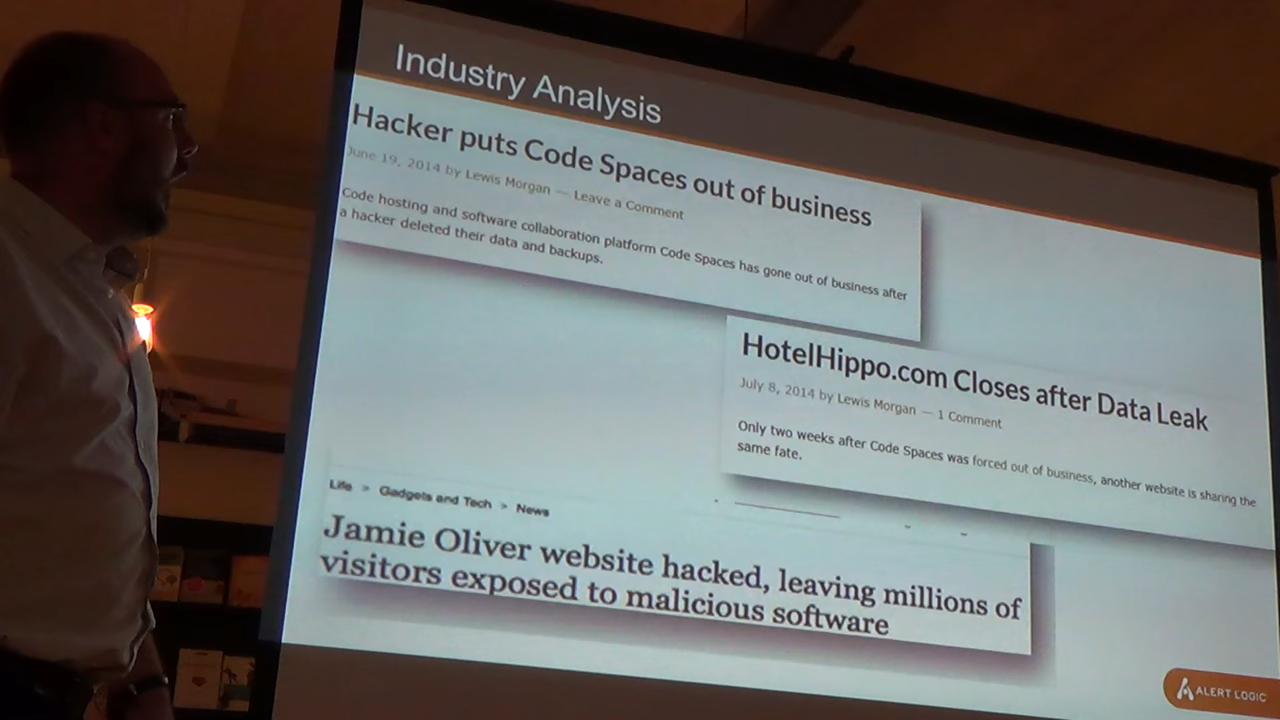 Industry Analysis
Hacker puts Code Spaces out of business
June 19, 2014 by Lewis Morgan — Leave a Comment
Code hosting and software collaboration platform Code Spaces has gone out of business after
a hacker deleted their data and backups.
HotelHippo.com Closes after Data Leak
July 8, 2014 by Lewis Morgan — 1 Comment
Only two weeks after Code Spaces was forced out of business, another website is sharing the
same fate.
Life > Gadgets and Tech > News
Jamie Oliver website hacked, leaving millions of
visitors exposed to malicious software
ALERT LOGIC